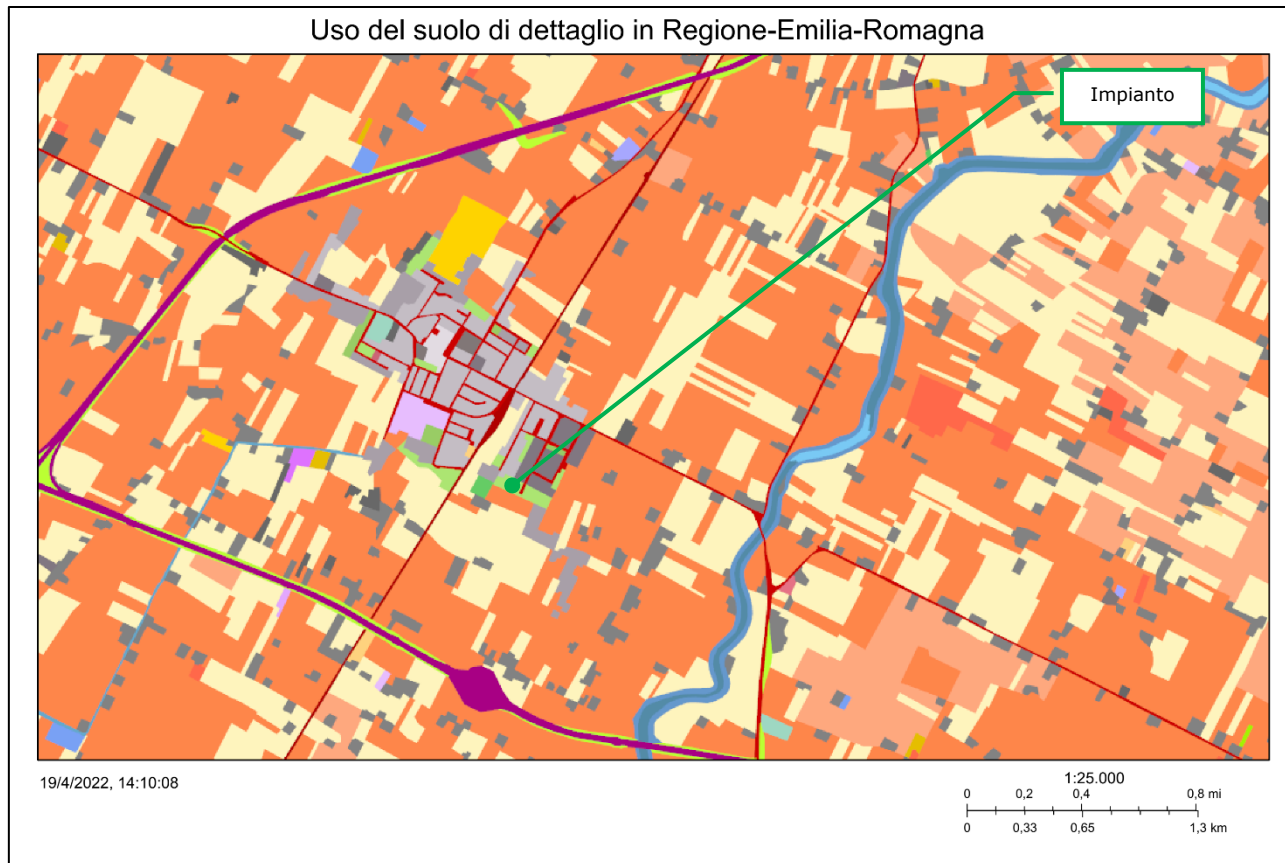 Uso del suolo di dettaglio in Regione-Emilia-Romagna
Impianto
19/4/2022, 14:10:08
1:25.000
0 0,2 0,4 0,8 mi
0 0,33 0,65 1,3 km